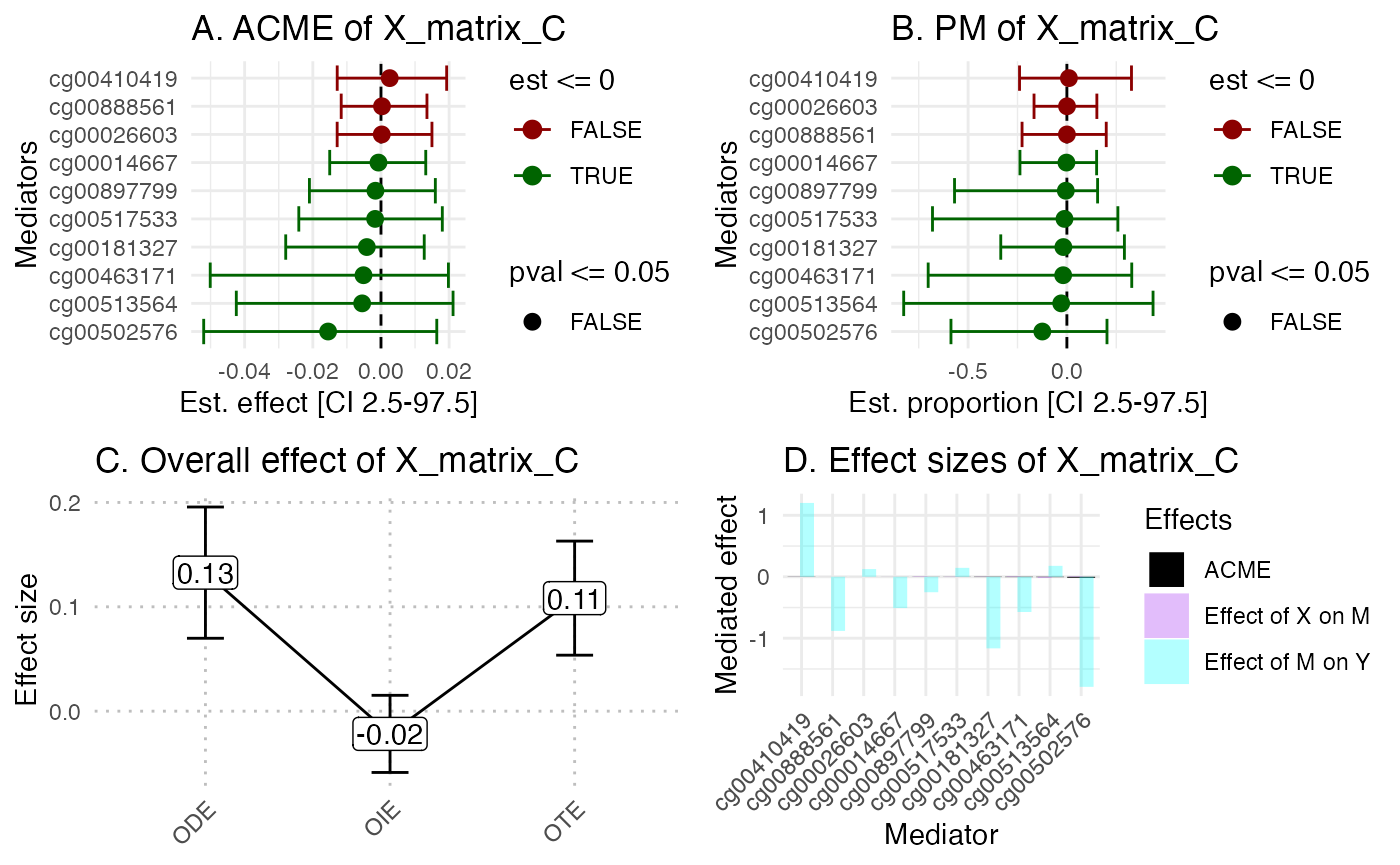 A. ACME of X_matrix_C
cg00410419
cg00888561
cg00026603
cg00014667
cg00897799
cg00517533
cg00181327
cg00463171
cg00513564
cg00502576
Mediators
-0.04 -0.02 0.00 0.02
Est. effect [CI 2.5-97.5]
est <= 0
FALSE
TRUE
pval <= 0.05
FALSE
B. PM of X_matrix_C
cg00410419
cg00026603
cg00888561
cg00014667
cg00897799
cg00517533
cg00181327
cg00463171
cg00513564
cg00502576
Mediators
-0.5 0.0
Est. proportion [CI 2.5-97.5]
est <= 0
FALSE
TRUE
pval <= 0.05
FALSE
C. Overall effect of X_matrix_C
0.2
0.1
0.0
Effect size
0.13
-0.02
0.11
ODE
OIE
OTE
D. Effect sizes of X_matrix_C
1
0
-1
Mediated effect
cg00410419
cg00888561
cg00026603
cg00014667
cg00897799
cg00517533
cg00181327
cg00463171
cg00513564
cg00502576
Mediator
Effects
ACME
Effect of X on M
Effect of M on Y